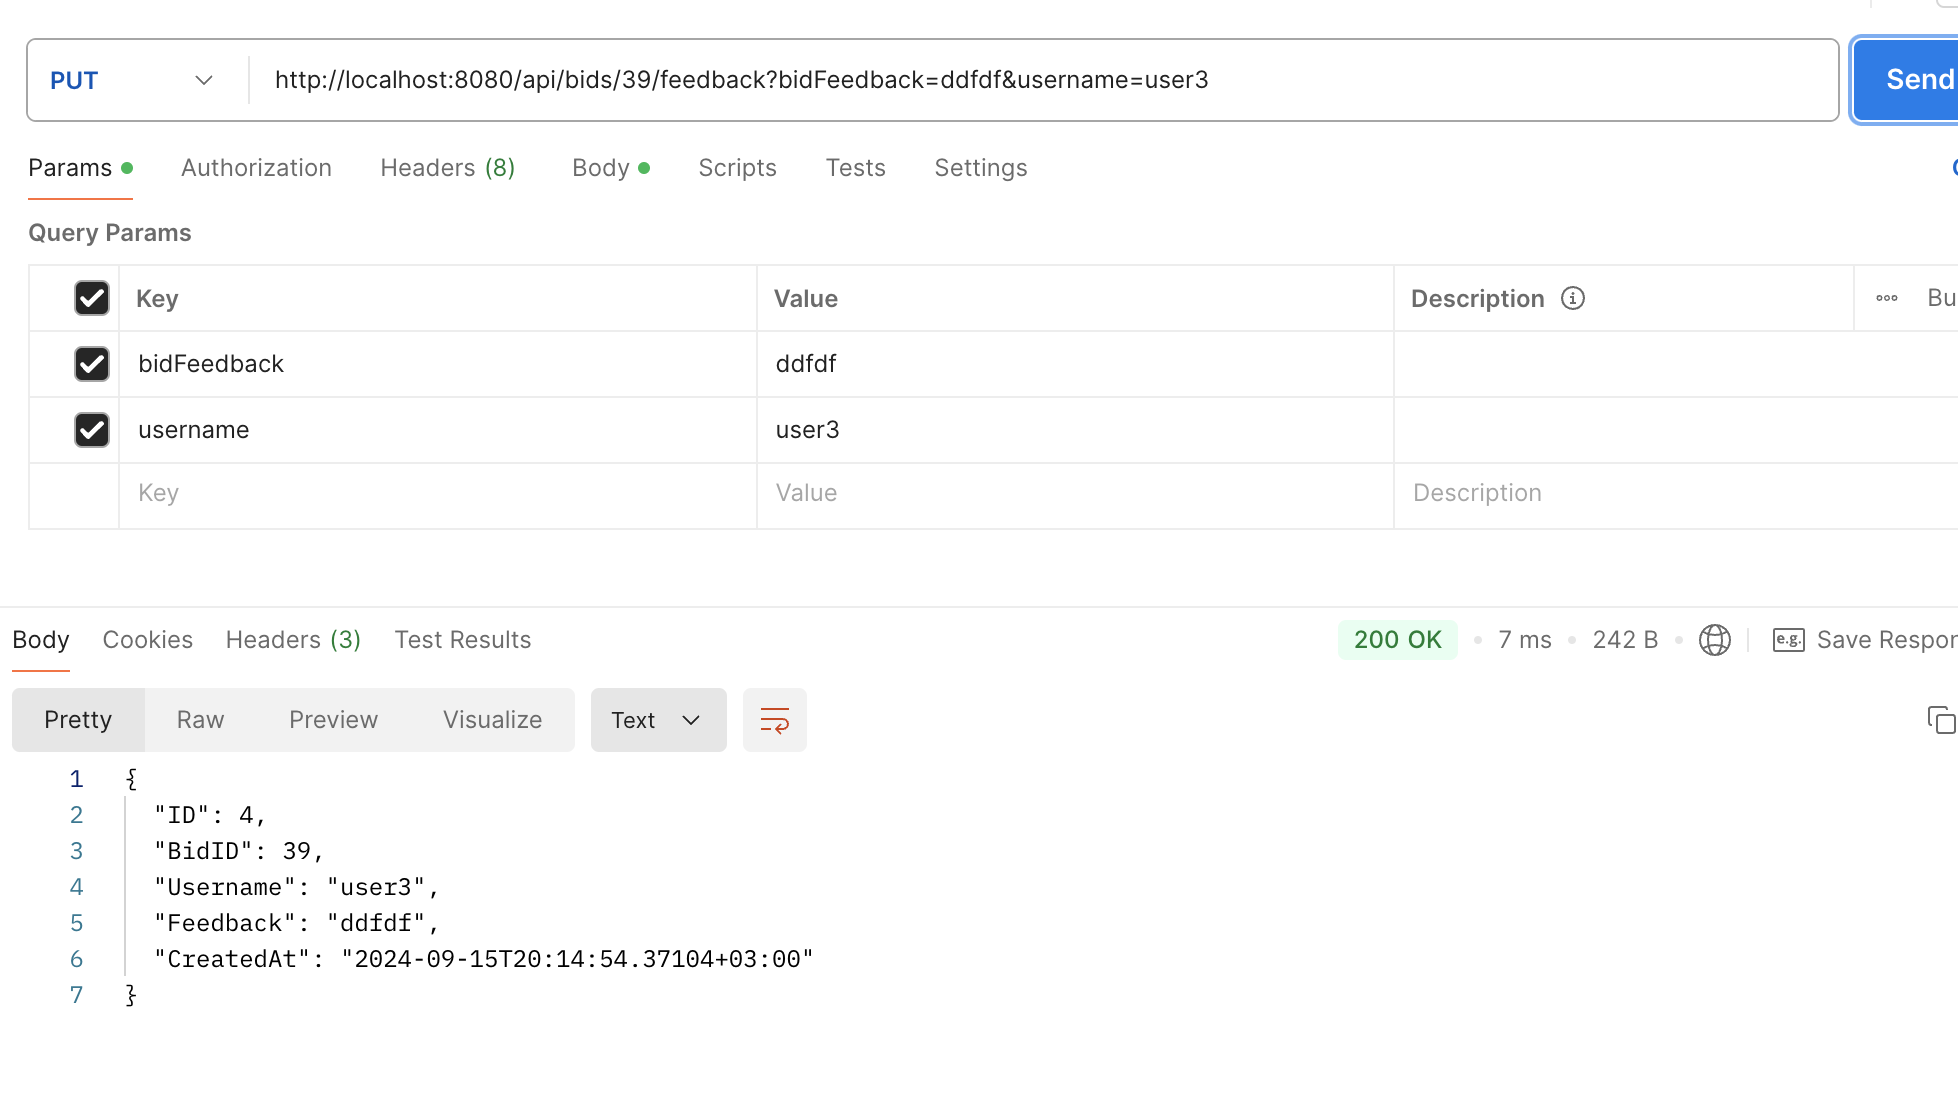 PUT http://localhost:8080/api/bids/39/feedback?bidFeedback=ddfdf&username=user3 Send
Params Authorization Headers (8) Body Scripts Tests Settings
Query Params
Key Value Description Bu
bidFeedback ddfdf
username user3
Key Value Description
Body Cookies Headers (3) Test Results 200 OK 7 ms 242 B e.g. Save Respon
Pretty Raw Preview Visualize Text
1 {
2 "ID": 4,
3 "BidID": 39,
4 "Username": "user3",
5 "Feedback": "ddfdf",
6 "CreatedAt": "2024-09-15T20:14:54.37104+03:00"
7 }